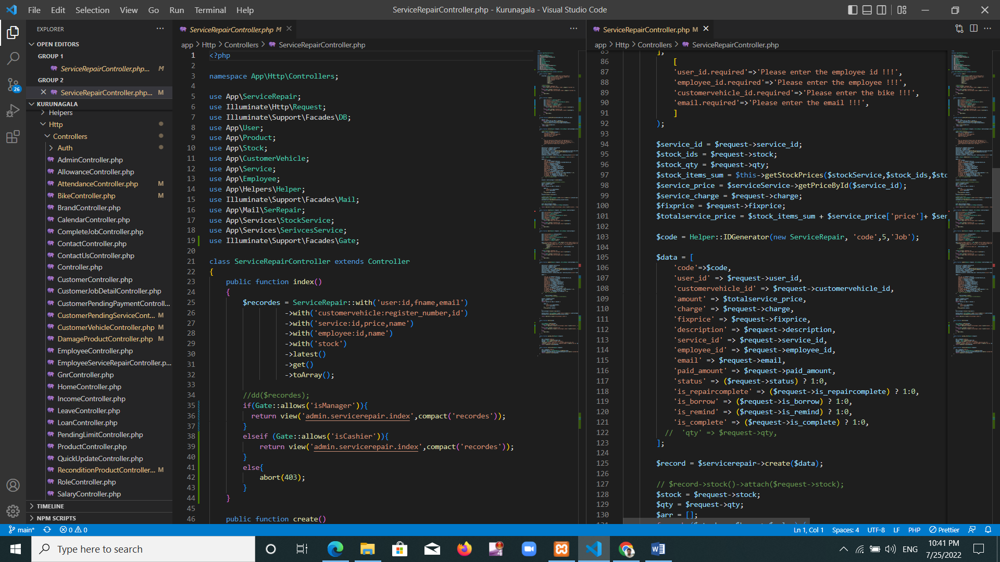 File Edit Selection View Go Run Terminal Help
ServiceRepairController.php - Kurunagala - Visual Studio Code
EXPLORER
OPEN EDITORS
GROUP 1
ServiceRepairController.php... M
GROUP 2
ServiceRepairController.php... M
KURUNAGALA
Helpers
Http
Controllers
Auth
AdminController.php
AllowanceController.php
AttendanceController.php M
BikeController.php M
BrandController.php
CalendarController.php
CompleteJobController.php
ContactController.php
ContactUsController.php
Controller.php
CustomerController.php
CustomerJobDetailController.php
CustomerPendingPaymentControll...
CustomerPendingServiceCont... M
CustomerVehicleController.php M
DamageProductController.php M
EmployeeController.php
EmployeeServiceRepairController.p...
GnrController.php
HomeController.php
IncomeController.php
LeaveController.php
LoanController.php
PendingLimitController.php
ProductController.php
QuickUpdateController.php
ReconditionProductController... M
RoleController.php
SalaryController.php
TIMELINE
NPM SCRIPTS
26
ServiceRepairController.php M
app > Http > Controllers > ServiceRepairController.php
1 <?php
2
3 namespace App\Http\Controllers;
4
5 use App\ServiceRepair;
6 use Illuminate\Http\Request;
7 use Illuminate\Support\Facades\DB;
8 use App\User;
9 use App\Product;
10 use App\Stock;
11 use App\CustomerVehicle;
12 use App\Service;
13 use App\Employee;
14 use App\Helpers\Helper;
15 use Illuminate\Support\Facades\Mail;
16 use App\Mail\SerRepair;
17 use App\Services\StockService;
18 use App\Services\SerivcesService;
19 use Illuminate\Support\Facades\Gate;
20
21 class ServiceRepairController extends Controller
22 {
23 public function index()
24 {
25 $recordes = ServiceRepair::with('user:id,fname,email')
26 ->with('customervehicle:register_number,id')
27 ->with('service:id,price,name')
28 ->with('employee:id,name')
29 ->with('stock')
30 ->latest()
31 ->get()
32 ->toArray();
33
34 //dd($recordes);
35 if(Gate::allows('isManager')){
36 return view('admin.servicerepair.index',compact('recordes'));
37 }
38 elseif (Gate::allows('isCashier')){
39 return view('admin.servicerepair.index',compact('recordes'));
40 }
41 else{
42 abort(403);
43 }
44 }
45
46 public function create()
ServiceRepairController.php M
app > Http > Controllers > ServiceRepairController.php
85 ],
86 [
87 'user_id.required'=>'Please enter the employee id !!!',
88 'employee_id.required'=>'Please enter the employee !!!',
89 'customervehicle_id.required'=>'Please enter the bike !!!',
90 'email.required'=>'Please enter the email !!!',
91 ]
92 );
93
94 $service_id = $request->service_id;
95 $stock_ids = $request->stock;
96 $stock_qty = $request->qty;
97 $stock_items_sum = $this->getStockPrices($stockService,$stock_ids,$stc
98 $service_price = $serviceService->getPriceById($service_id);
99 $service_charge = $request->charge;
100 $fixprice = $request->fixprice;
101 $totalservice_price = $stock_items_sum + $service_price['price']+ $ser
102
103 $code = Helper::IDGenerator(new ServiceRepair, 'code',5,'Job');
104
105 $data = [
106 'code'=>$code,
107 'user_id' => $request->user_id,
108 'customervehicle_id' => $request->customervehicle_id,
109 'amount' => $totalservice_price,
110 'charge' => $request->charge,
111 'fixprice' => $request->fixprice,
112 'description' => $request->description,
113 'service_id' => $request->service_id,
114 'employee_id' => $request->employee_id,
115 'email' => $request->email,
116 'paid_amount' => $request->paid_amount,
117 'status' => ($request->status) ? 1:0,
118 'is_repaircomplete' => ($request->is_repaircomplete) ? 1:0,
119 'is_borrow' => ($request->is_borrow) ? 1:0,
120 'is_remind' => ($request->is_remind) ? 1:0,
121 'is_complete' => ($request->is_complete) ? 1:0,
122 // 'qty' => $request->qty,
123 ];
124
125 $record = $servicerepair->create($data);
126
127 // $record->stock()->attach($request->stock);
128 $stock = $request->stock;
129 $qty = $request->qty;
130 $arr = [];
main* 0 0
Ln 1, Col 1 Spaces: 4 UTF-8 LF PHP Prettier
Type here to search
ENG
10:41 PM
7/25/2022